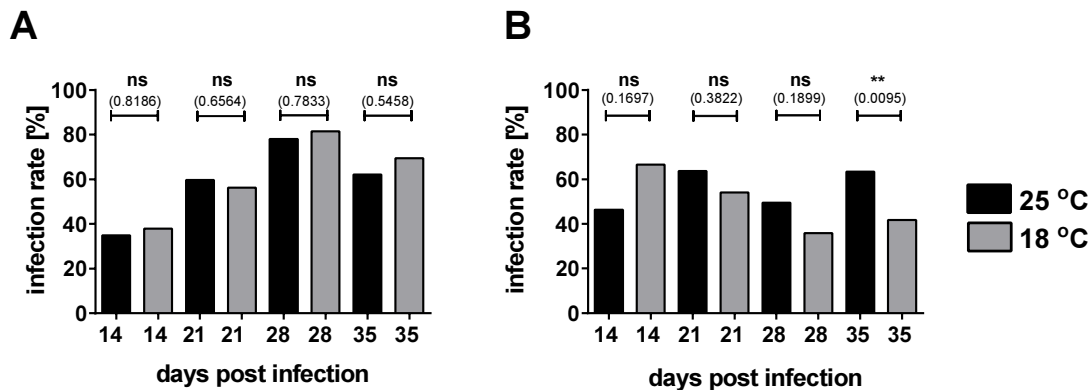 A
ns ns ns ns
(0.8186) (0.6564) (0.7833) (0.5458)
100
80
60
40
20
0
infection rate [%]
14 14 21 21 28 28 35 35
days post infection
B
ns ns ns **
(0.1697) (0.3822) (0.1899) (0.0095)
100
80
60
40
20
0
infection rate [%]
14 14 21 21 28 28 35 35
days post infection
25 °C
18 °C